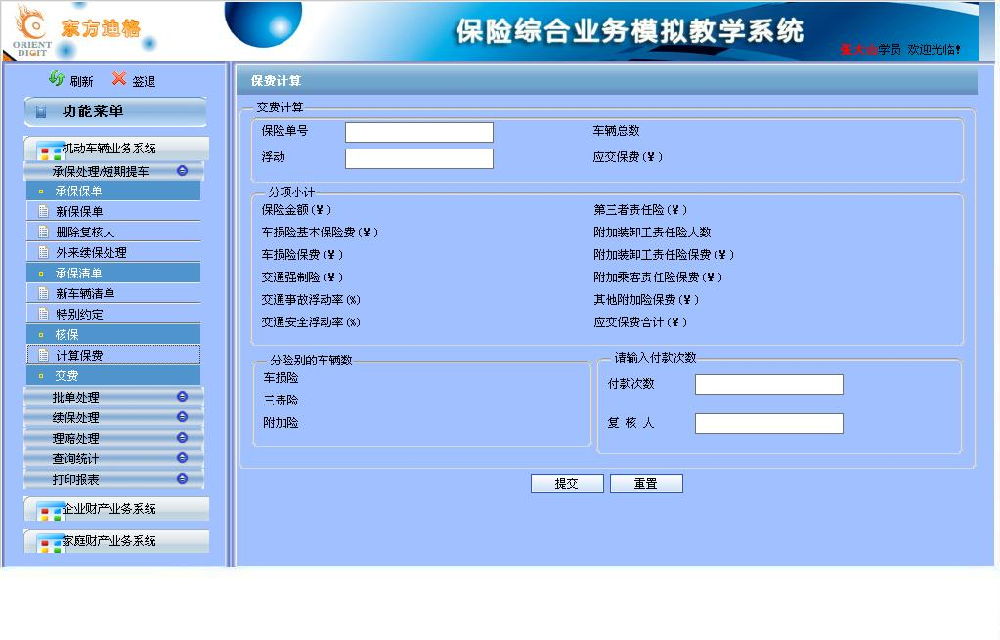 东方迪格
ORIENT
DIGIT
保险综合业务模拟教学系统
张大山学员 欢迎光临!
刷新 签退
功能菜单
机动车辆业务系统
承保处理/短期提车
承保保单
新保保单
删除复核人
外来续保处理
承保清单
新车辆清单
特别约定
核保
计算保费
交费
批单处理
续保处理
理赔处理
查询统计
打印报表
企业财产业务系统
家庭财产业务系统
保费计算
交费计算
保险单号 车辆总数
浮动 应交保费(¥)
分项小计
保险金额(¥) 第三者责任险(¥)
车损险基本保险费(¥) 附加装卸工责任险人数
车损险保费(¥) 附加装卸工责任险保费(¥)
交通强制险(¥) 附加乘客责任险保费(¥)
交通事故浮动率(%) 其他附加险保费(¥)
交通安全浮动率(%) 应交保费合计(¥)
分险别的车辆数
车损险
三责险
附加险
请输入付款次数
付款次数
复 核 人
提交 重置